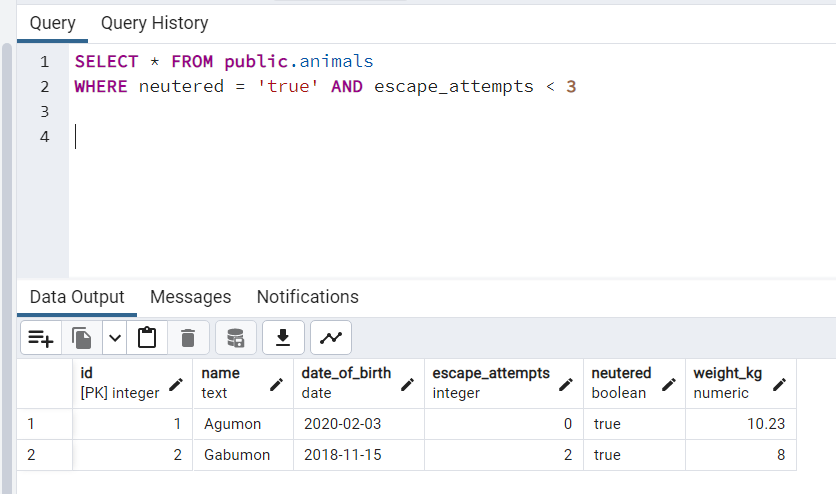 Query Query History
1 SELECT * FROM public.animals
2 WHERE neutered = 'true' AND escape_attempts < 3
3
4
Data Output Messages Notifications
id name date_of_birth escape_attempts neutered weight_kg
[PK] integer text date integer boolean numeric
1 1 Agumon 2020-02-03 0 true 10.23
2 2 Gabumon 2018-11-15 2 true 8